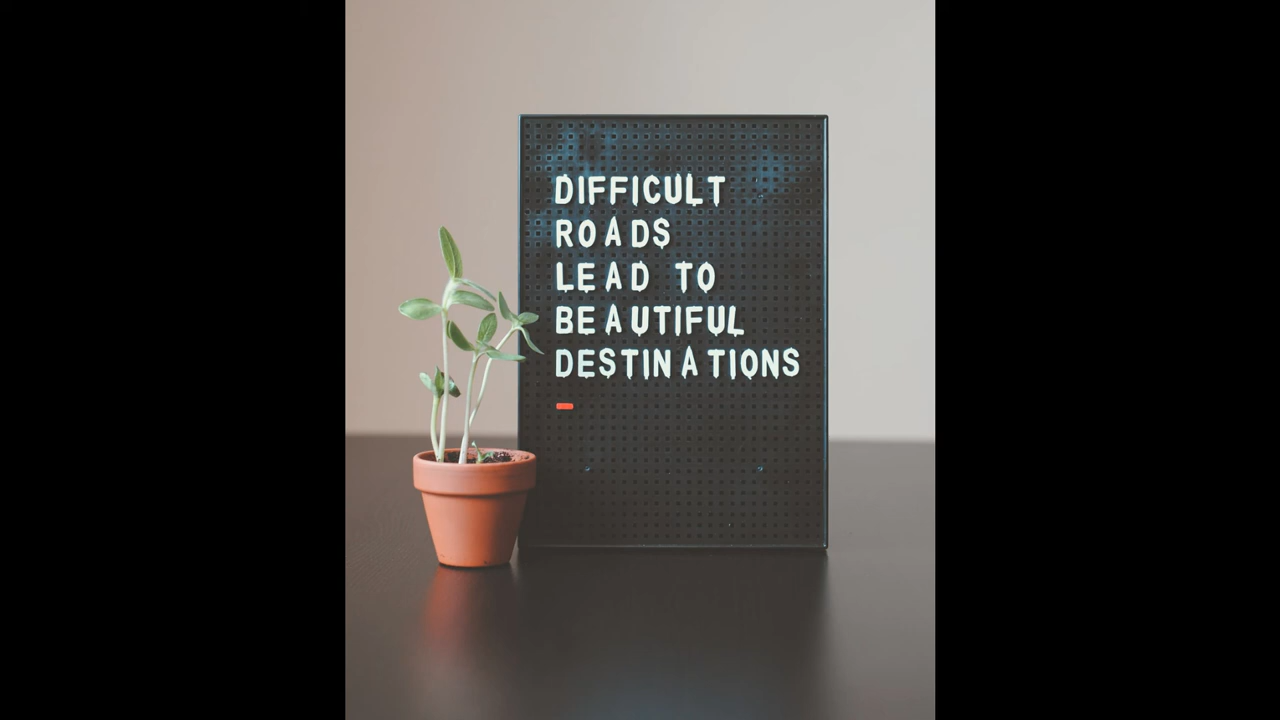 DIFFICULT
ROADS
LEAD TO
BEAUTIFUL
DESTINATIONS